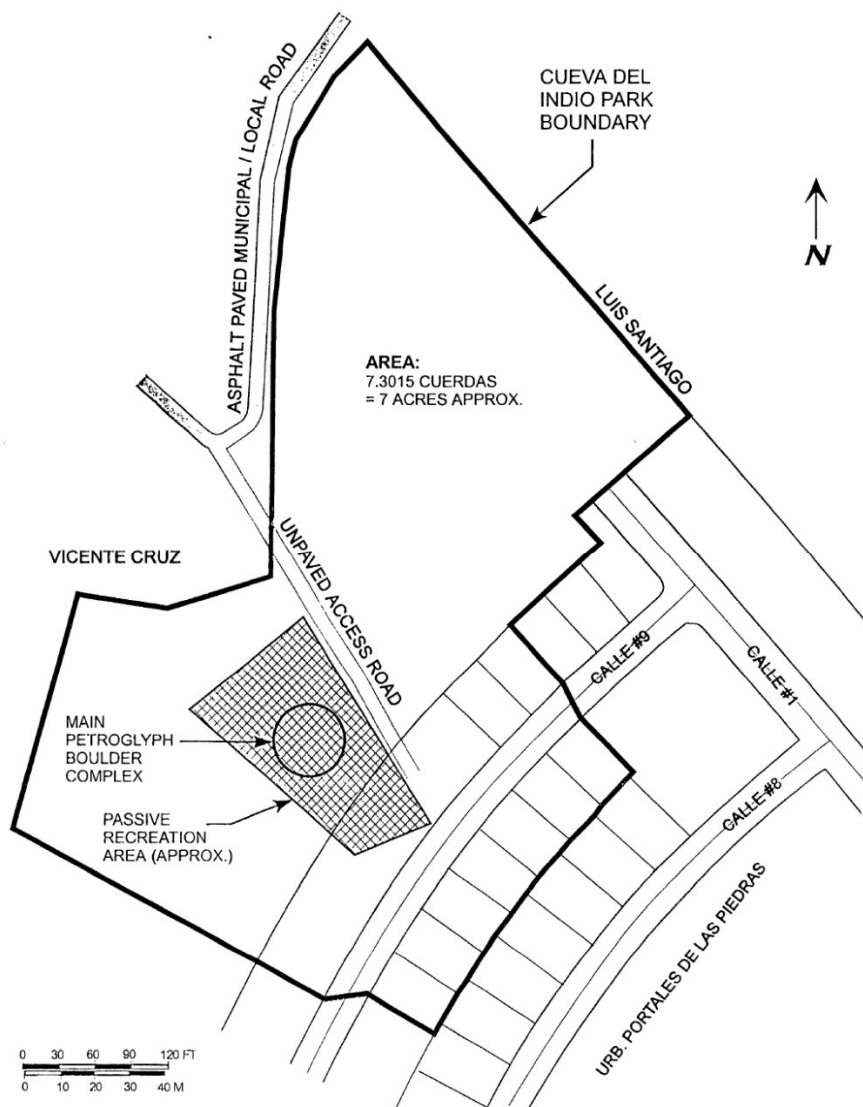 ASPHALT PAVED MUNICIPAL / LOCAL ROAD
CUEVA DEL
INDIO PARK
BOUNDARY
N
LUIS SANTIAGO
AREA:
7.3015 CUERDAS
= 7 ACRES APPROX.
VICENTE CRUZ
UNPAVED ACCESS ROAD
CALLE #9
CALLE #1
MAIN
PETROGLYPH
BOULDER
COMPLEX
PASSIVE
RECREATION
AREA (APPROX.)
CALLE #8
URB. PORTALES DE LAS PIEDRAS
0 30 60 90 120 FT
0 10 20 30 40 M